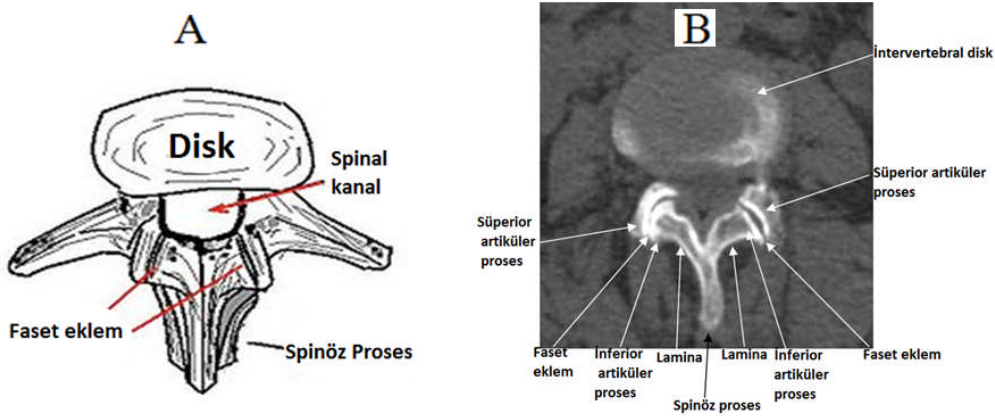 A
Disk
Spinal
kanal
Süperior
artiküler
proses
Faset eklem
Spinöz Proses
B
İntervertebral disk
Süperior artiküler
proses
Faset
eklem
İnferior
artiküler
proses
Lamina
Lamina
İnferior
artiküler
proses
Faset eklem
Spinöz proses